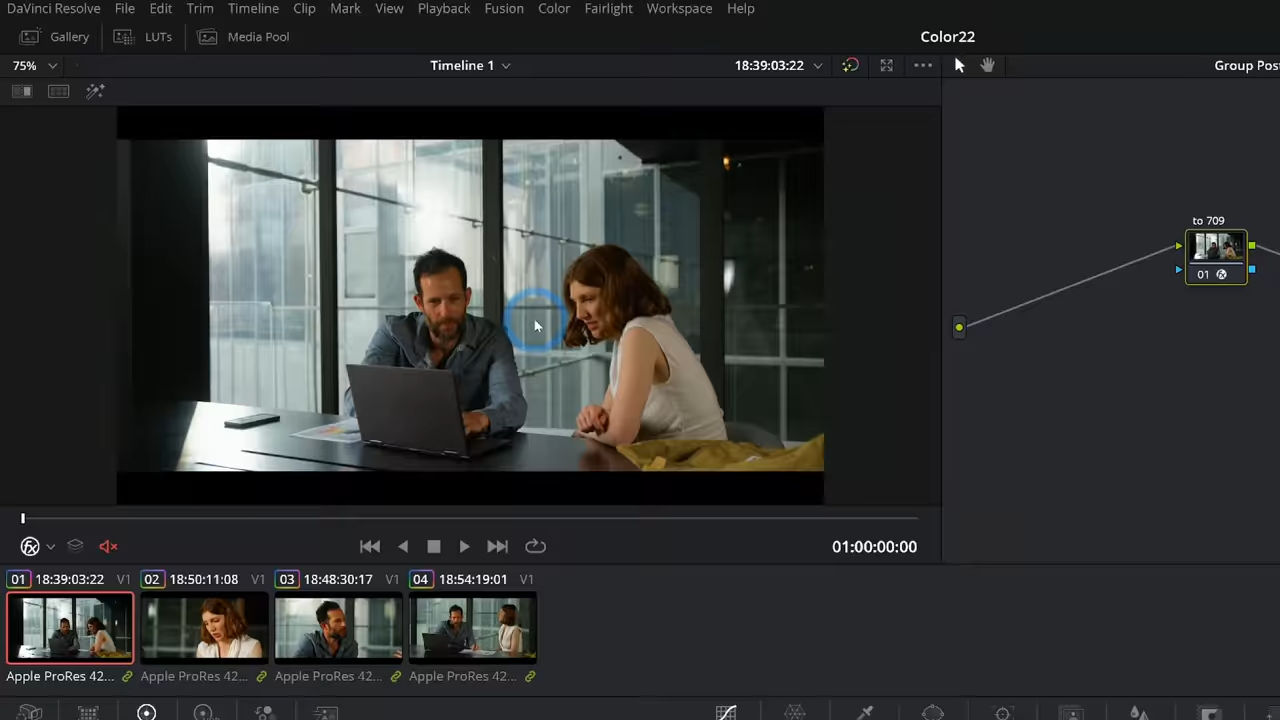 DaVinci Resolve File Edit Trim Timeline Clip Mark View Playback Fusion Color Fairlight Workspace Help
Gallery LUTs Media Pool Color22
75% Timeline 1 18:39:03:22 Group Pos
to 709
01
01:00:00:00
01 18:39:03:22 V1 02 18:50:11:08 V1 03 18:48:30:17 V1 04 18:54:19:01 V1
Apple ProRes 42... Apple ProRes 42... Apple ProRes 42... Apple ProRes 42...